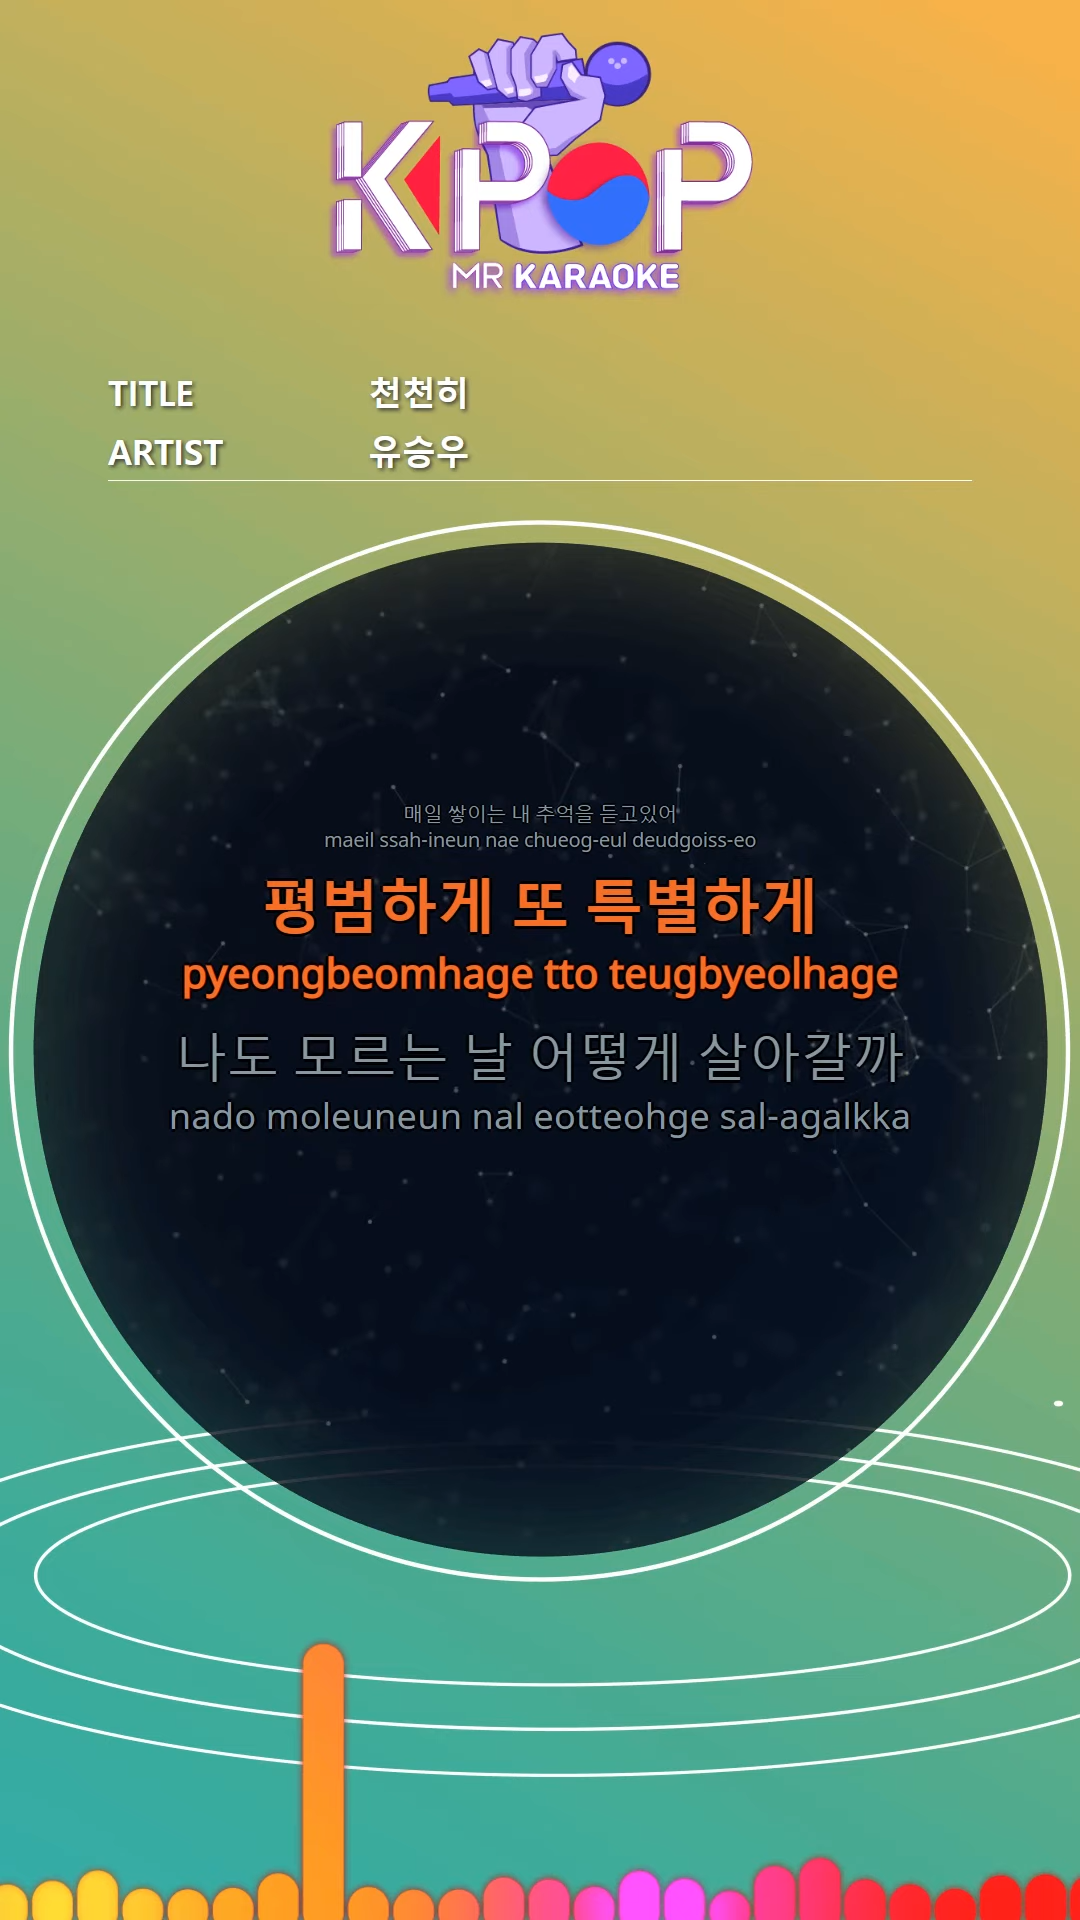 KPOP
MR KARAOKE
TITLE 천천히
ARTIST 유승우
매일 쌓이는 내 추억을 듣고있어
maeil ssah-ineun nae chueog-eul deudgoiss-eo
평범하게 또 특별하게
pyeongbeomhage tto teugbyeolhage
나도 모르는 날 어떻게 살아갈까
nado moleuneun nal eotteohge sal-agalkka